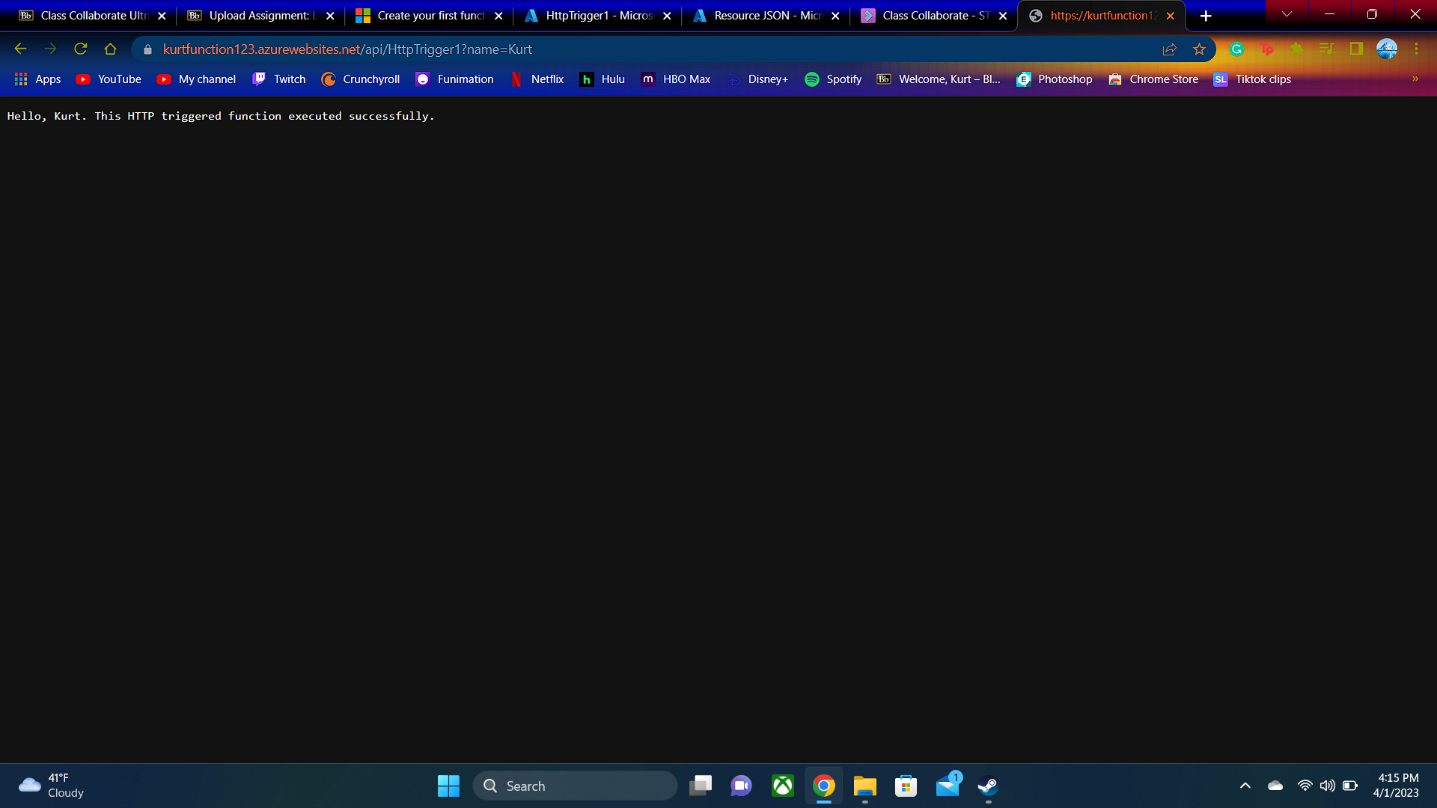 Class Collaborate Ultr
Upload Assignment: L
Create your first funct
HttpTrigger1 - Micros
Resource JSON - Micr
Class Collaborate - ST
https://kurtfunction12
kurtfunction123.azurewebsites.net/api/HttpTrigger1?name=Kurt
Apps
YouTube
My channel
Twitch
Crunchyroll
Funimation
Netflix
Hulu
HBO Max
Disney+
Spotify
Welcome, Kurt – Bl...
Photoshop
Chrome Store
Tiktok clips
Hello, Kurt. This HTTP triggered function executed successfully.
41°F
Cloudy
Search
1
4:15 PM
4/1/2023